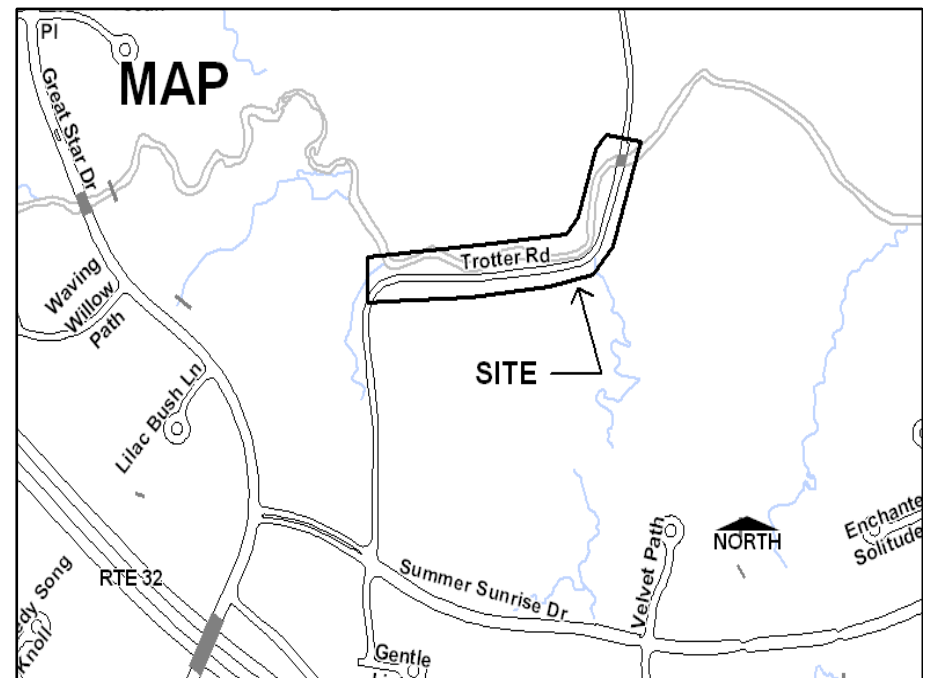 Pl
MAP
Great Star Dr
Trotter Rd
Waving
Willow
Path
SITE
Lilac Bush Ln
Enchante
Solitude
NORTH
Velvet Path
RTE 32
Summer Sunrise Dr
edy Song
Knoll
Gentle